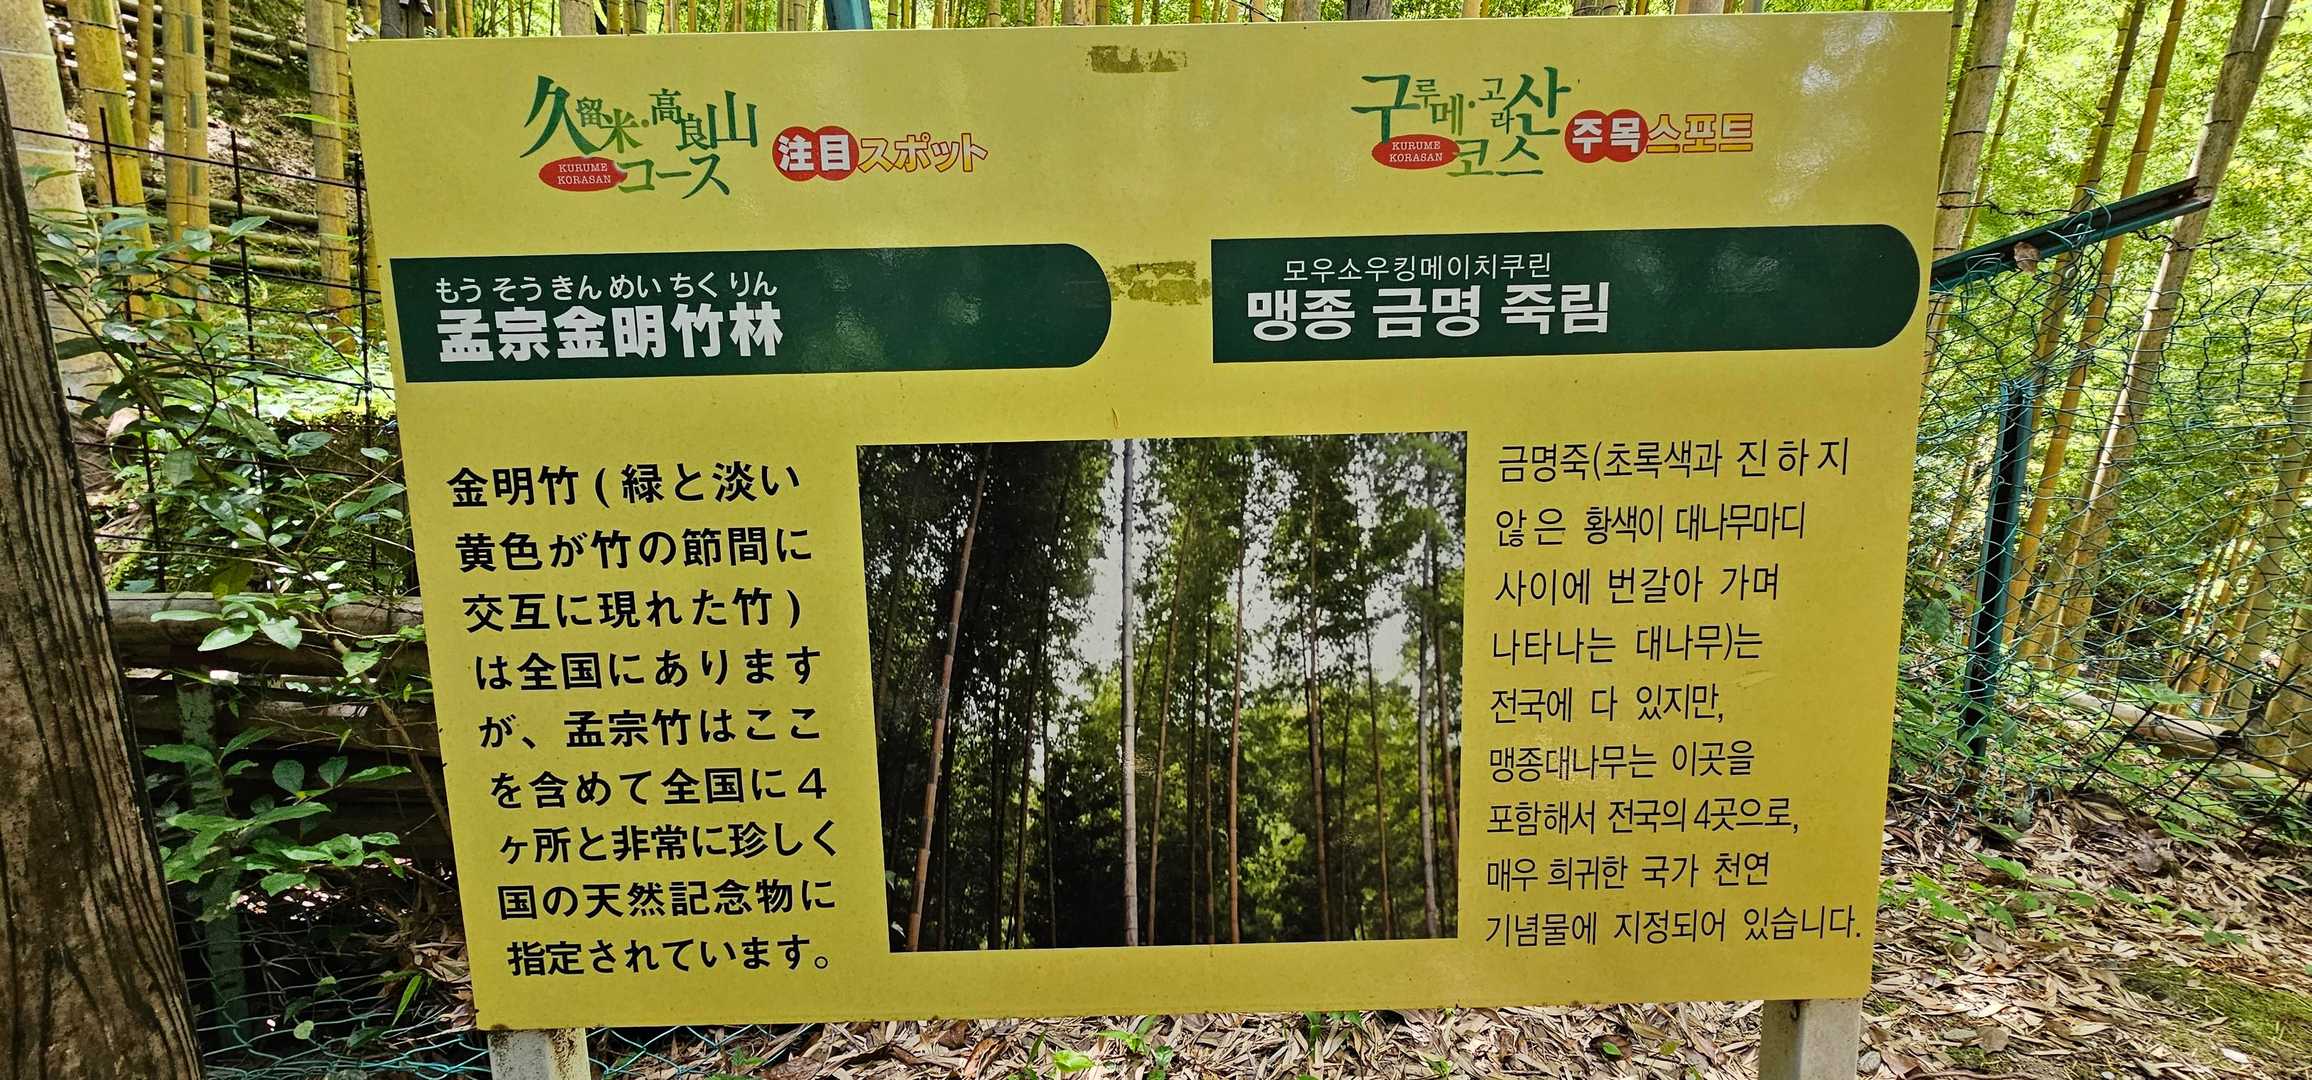 久留米・高良山
KURUME
KORASAN
コース
注目スポット
もうそうきんめいちくりん
孟宗金明竹林
金明竹(緑と淡い
黄色が竹の節間に
交互に現れた竹)
は全国にあります
が、孟宗竹はここ
を含めて全国に４
ヶ所と非常に珍しく
国の天然記念物に
指定されています。
구루메·고라산
KURUME
KORASAN
코스
주목스포트
모우소우킹메이치쿠린
맹종 금명 죽림
금명죽(초록색과 진하지
않은 황색이 대나무마디
사이에 번갈아 가며
나타나는 대나무)는
전국에 다 있지만,
맹종대나무는 이곳을
포함해서 전국의 4곳으로,
매우 희귀한 국가 천연
기념물에 지정되어 있습니다.